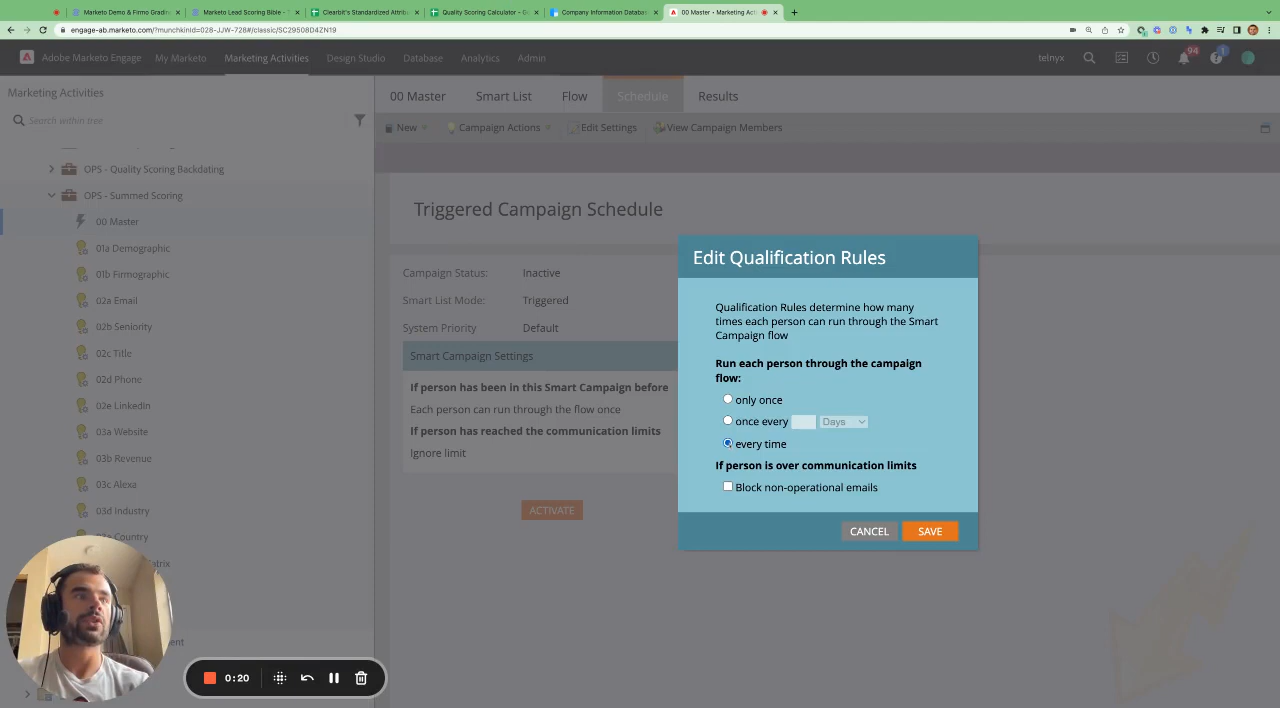 Marketo Demo & Firmo Gradin
Marketo Lead Scoring Bible - T
Clearbit's Standardized Attribu
Quality Scoring Calculator - Go
Company Information Databas
00 Master • Marketing Act
engage-ab.marketo.com/?munchkinId=028-JJW-728#/classic/SC29508D4ZN19
Adobe Marketo Engage
My Marketo
Marketing Activities
Design Studio
Database
Analytics
Admin
telnyx
94
1
Marketing Activities
00 Master
Smart List
Flow
Schedule
Results
Search within tree
New
Campaign Actions
Edit Settings
View Campaign Members
OPS - Quality Scoring Backdating
OPS - Summed Scoring
00 Master
01a Demographic
01b Firmographic
02a Email
02b Seniority
02c Title
02d Phone
02e LinkedIn
03a Website
03b Revenue
03c Alexa
03d Industry
Country
trix
ent
Triggered Campaign Schedule
Campaign Status:
Inactive
Smart List Mode:
Triggered
System Priority
Default
Smart Campaign Settings
If person has been in this Smart Campaign before
Each person can run through the flow once
If person has reached the communication limits
Ignore limit
ACTIVATE
Edit Qualification Rules
Qualification Rules determine how many
times each person can run through the Smart
Campaign flow
Run each person through the campaign
flow:
only once
once every
Days
every time
If person is over communication limits
Block non-operational emails
CANCEL
SAVE
0:20